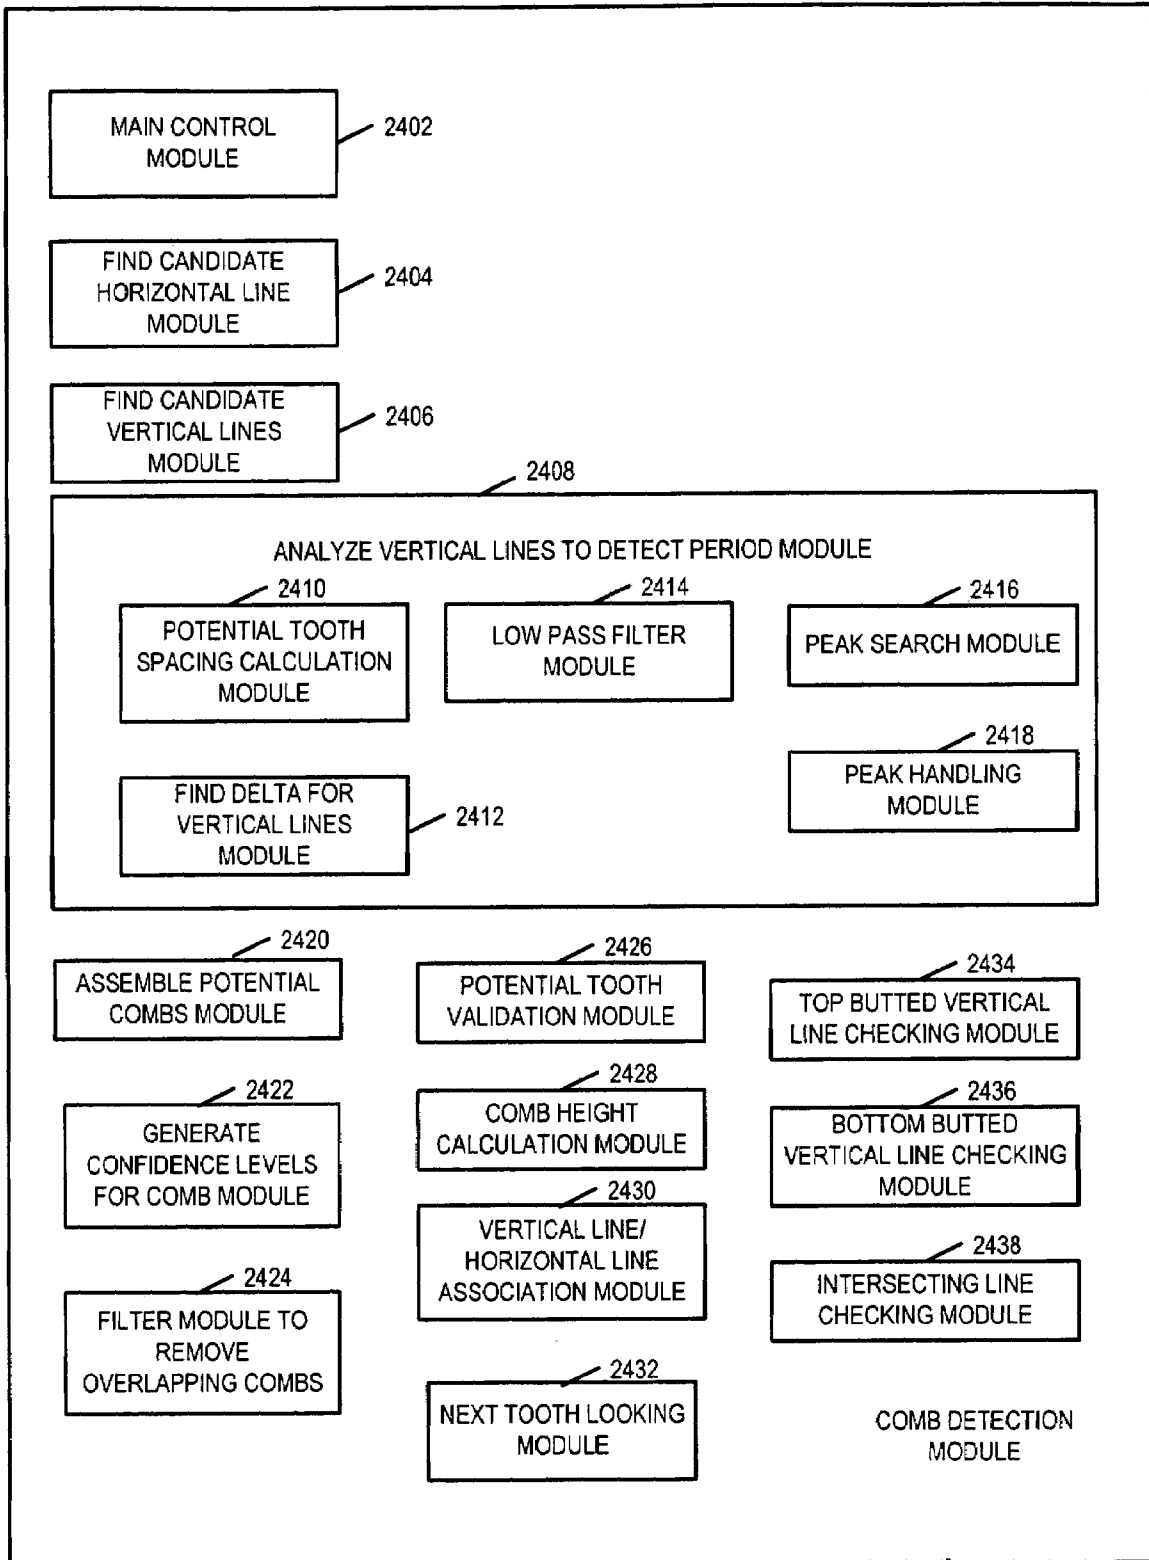 MAIN CONTROL
MODULE
2402
FIND CANDIDATE
HORIZONTAL LINE
MODULE
2404
FIND CANDIDATE
VERTICAL LINES
MODULE
2406
2408
ANALYZE VERTICAL LINES TO DETECT PERIOD MODULE
2410
POTENTIAL TOOTH
SPACING CALCULATION
MODULE
2414
LOW PASS FILTER
MODULE
2416
PEAK SEARCH MODULE
2418
PEAK HANDLING
MODULE
FIND DELTA FOR
VERTICAL LINES
MODULE
2412
2420
ASSEMBLE POTENTIAL
COMBS MODULE
2426
POTENTIAL TOOTH
VALIDATION MODULE
2434
TOP BUTTED VERTICAL
LINE CHECKING MODULE
2422
GENERATE
CONFIDENCE LEVELS
FOR COMB MODULE
2428
COMB HEIGHT
CALCULATION MODULE
2436
BOTTOM BUTTED
VERTICAL LINE CHECKING
MODULE
2430
VERTICAL LINE/
HORIZONTAL LINE
ASSOCIATION MODULE
2438
INTERSECTING LINE
CHECKING MODULE
2424
FILTER MODULE TO
REMOVE
OVERLAPPING COMBS
2432
NEXT TOOTH LOOKING
MODULE
COMB DETECTION
MODULE